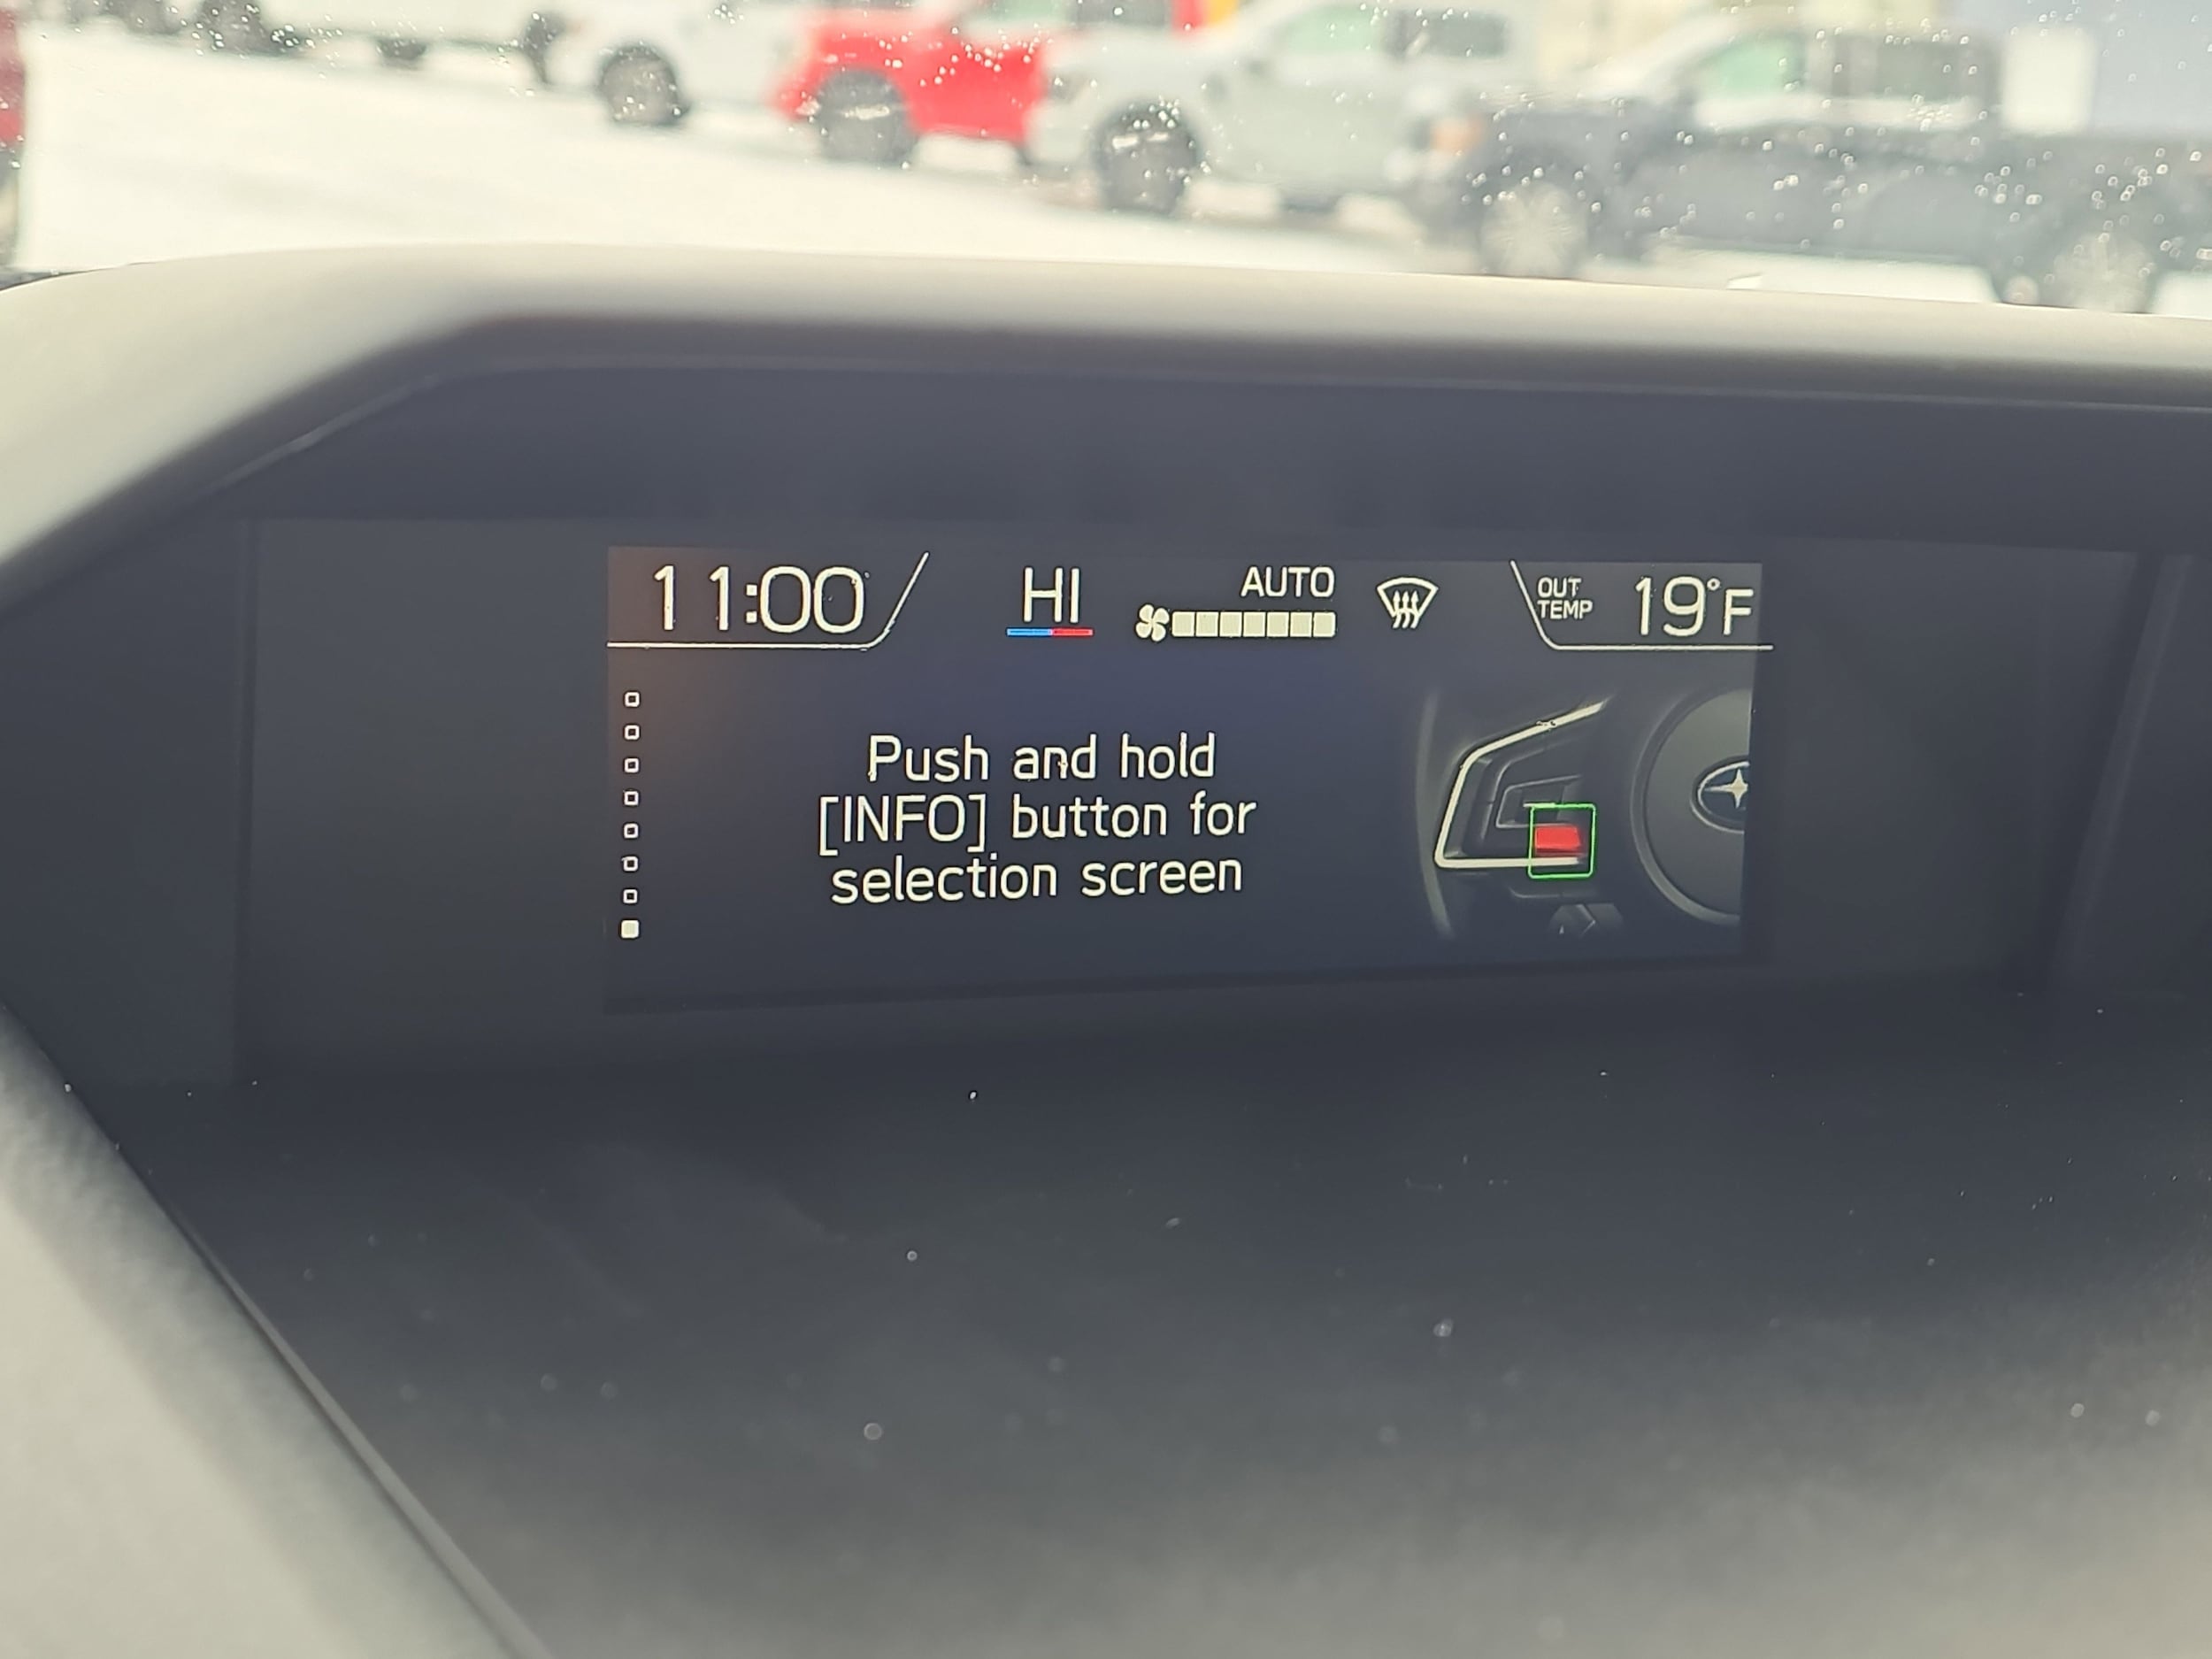 11:00
HI
AUTO
OUT
TEMP
19°F
Push and hold
[INFO] button for
selection screen